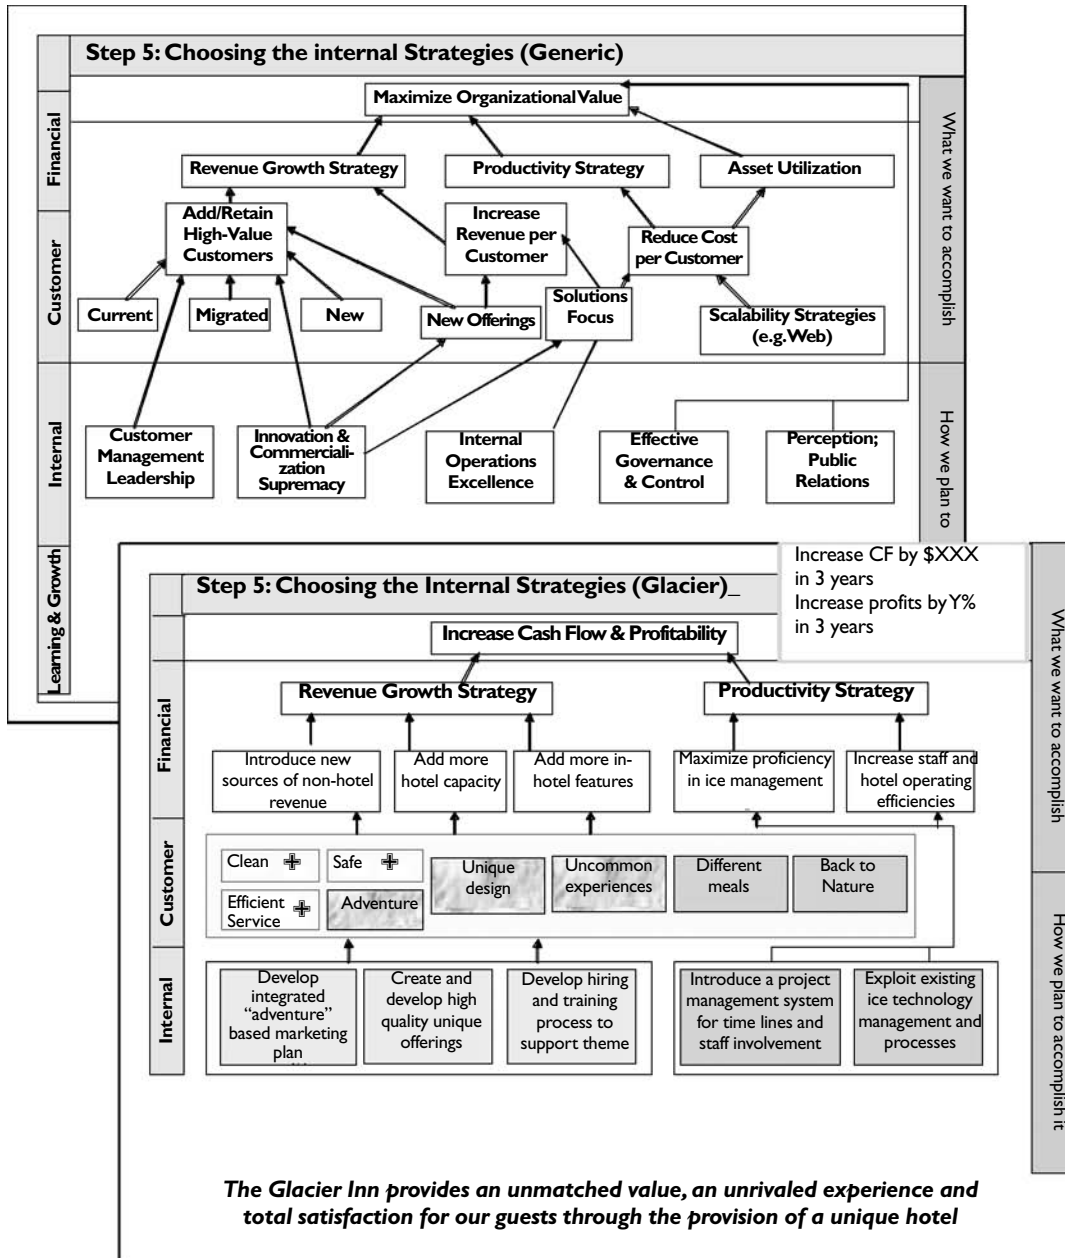 Step 5: Choosing the internal Strategies (Generic)
Financial
Customer
Internal
Learning & Growth
What we want to accomplish
How we plan to
Maximize Organizational Value
Revenue Growth Strategy
Productivity Strategy
Asset Utilization
Add/Retain
High-Value
Customers
Increase
Revenue per
Customer
Reduce Cost
per Customer
Current
Migrated
New
New Offerings
Solutions
Focus
Scalability Strategies
(e.g. Web)
Customer
Management
Leadership
Innovation &
Commerciali-
zation
Supremacy
Internal
Operations
Excellence
Effective
Governance
& Control
Perception;
Public
Relations
Step 5: Choosing the Internal Strategies (Glacier)_
Increase CF by $XXX
in 3 years
Increase profits by Y%
in 3 years
Financial
Customer
Internal
What we want to accomplish
How we plan to accomplish it
Increase Cash Flow & Profitability
Revenue Growth Strategy
Productivity Strategy
Introduce new
sources of non-hotel
revenue
Add more
hotel capacity
Add more in-
hotel features
Maximize proficiency
in ice management
Increase staff and
hotel operating
efficiencies
Clean
Safe
Efficient
Service
Adventure
Unique
design
Uncommon
experiences
Different
meals
Back to
Nature
Develop
integrated
“adventure”
based marketing
plan
Create and
develop high
quality unique
offerings
Develop hiring
and training
process to
support theme
Introduce a project
management system
for time lines and
staff involvement
Exploit existing
ice technology
management and
processes
The Glacier Inn provides an unmatched value, an unrivaled experience and
total satisfaction for our guests through the provision of a unique hotel